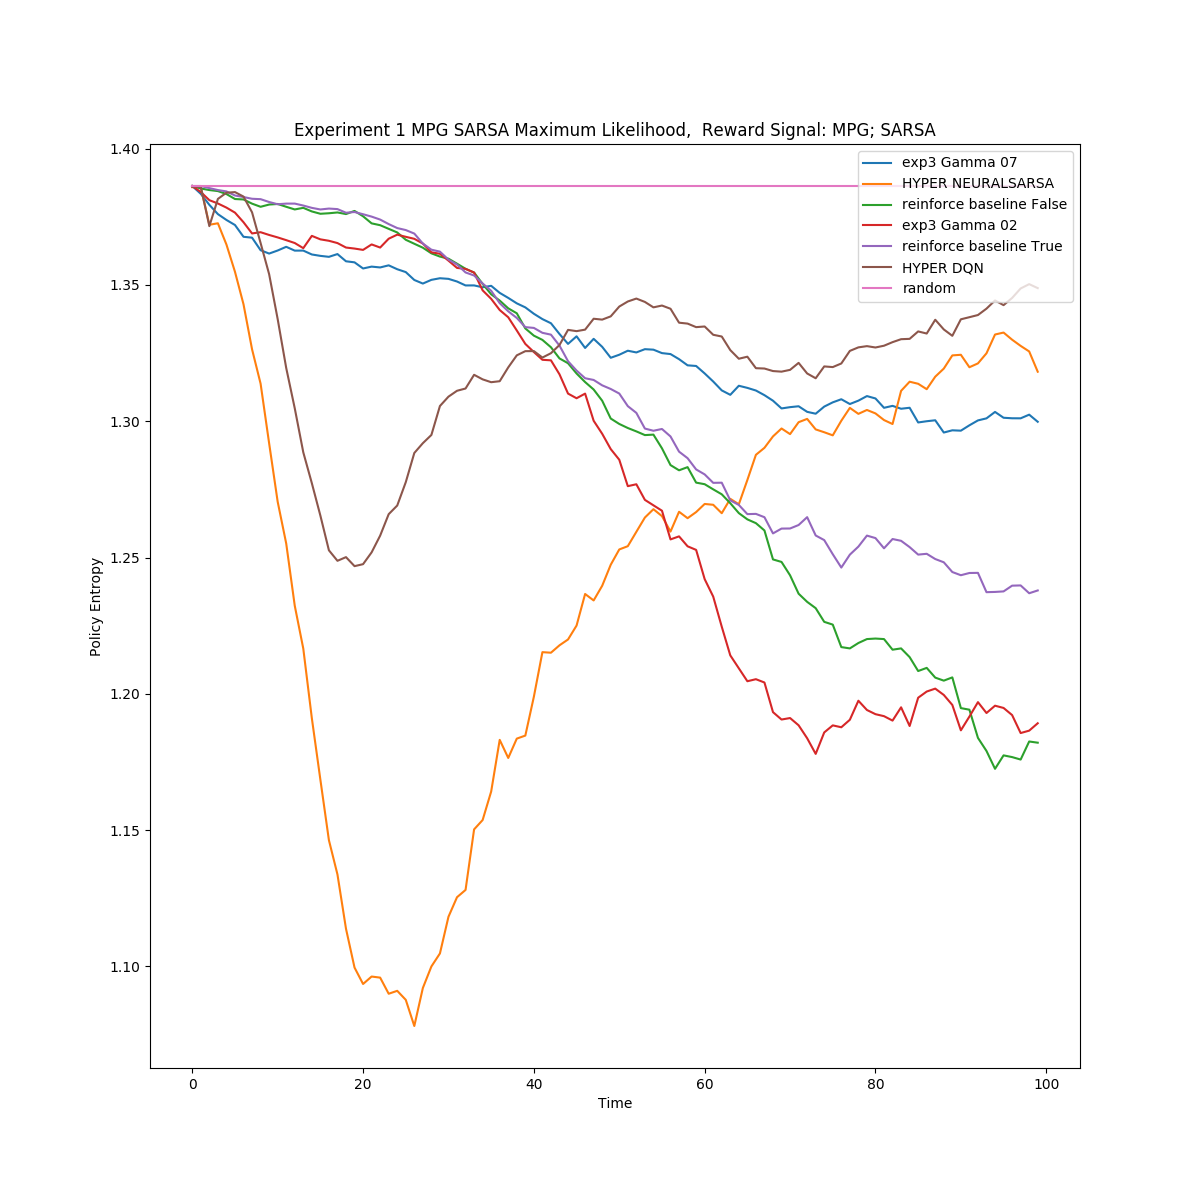 Experiment 1 MPG SARSA Maximum Likelihood,  Reward Signal: MPG; SARSA
exp3 Gamma 07
HYPER NEURALSARSA
reinforce baseline False
exp3 Gamma 02
reinforce baseline True
HYPER DQN
random
Policy Entropy
1.40
1.35
1.30
1.25
1.20
1.15
1.10
0 20 40 60 80 100
Time